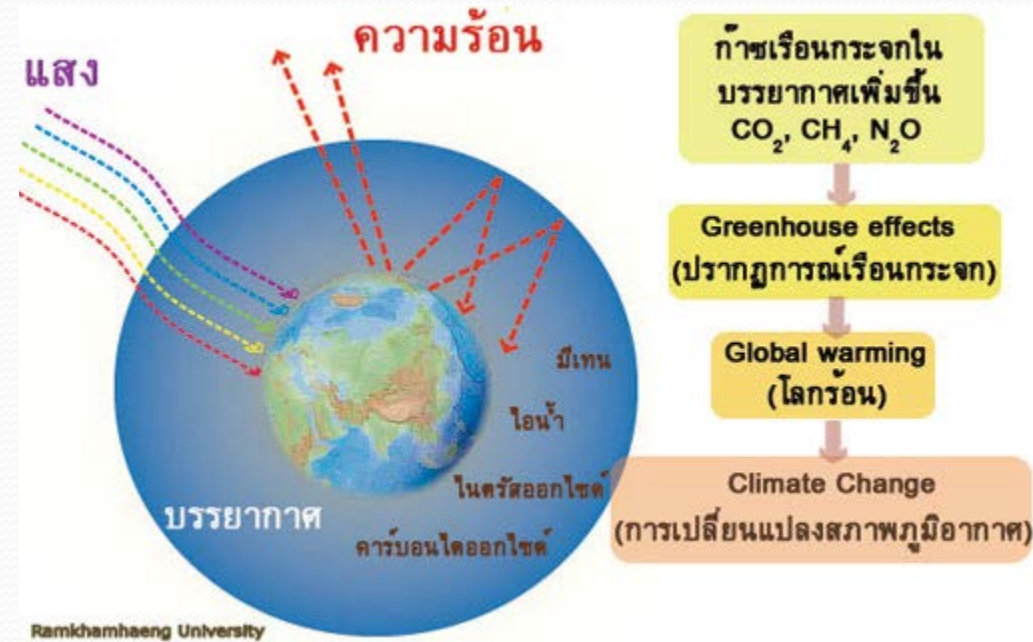 ความร้อน
แสง
มีเทน
ไอน้ำ
ไนตรัสออกไซด์
บรรยากาศ
คาร์บอนไดออกไซด์
Ramkhamhaeng University
ก๊าซเรือนกระจกใน
บรรยากาศเพิ่มขึ้น
CO₂, CH₄, N₂O
Greenhouse effects
(ปรากฏการณ์เรือนกระจก)
Global warming
(โลกร้อน)
Climate Change
(การเปลี่ยนแปลงสภาพภูมิอากาศ)